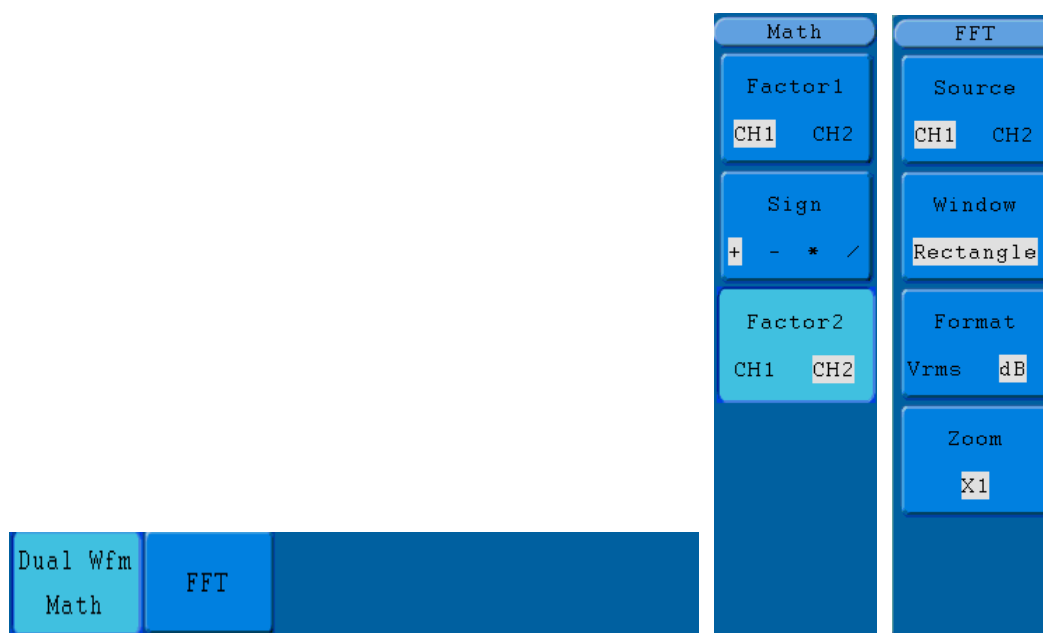 Math
Factor1
CH1 CH2
Sign
+ - * /
Factor2
CH1 CH2
FFT
Source
CH1 CH2
Window
Rectangle
Format
Vrms dB
Zoom
X1
Dual Wfm
Math
FFT